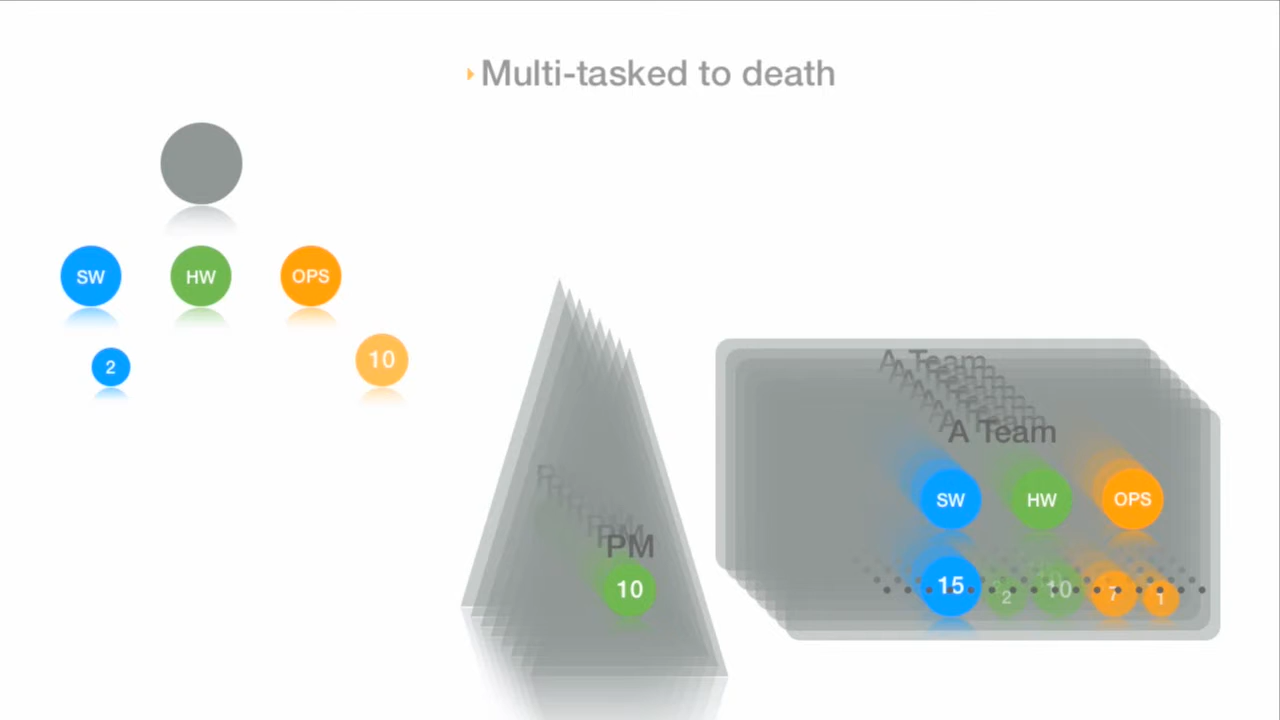 Multi-tasked to death
SW HW OPS
2 10
A Team
A Team
SW HW OPS
PM
10
15 2 10 7 1